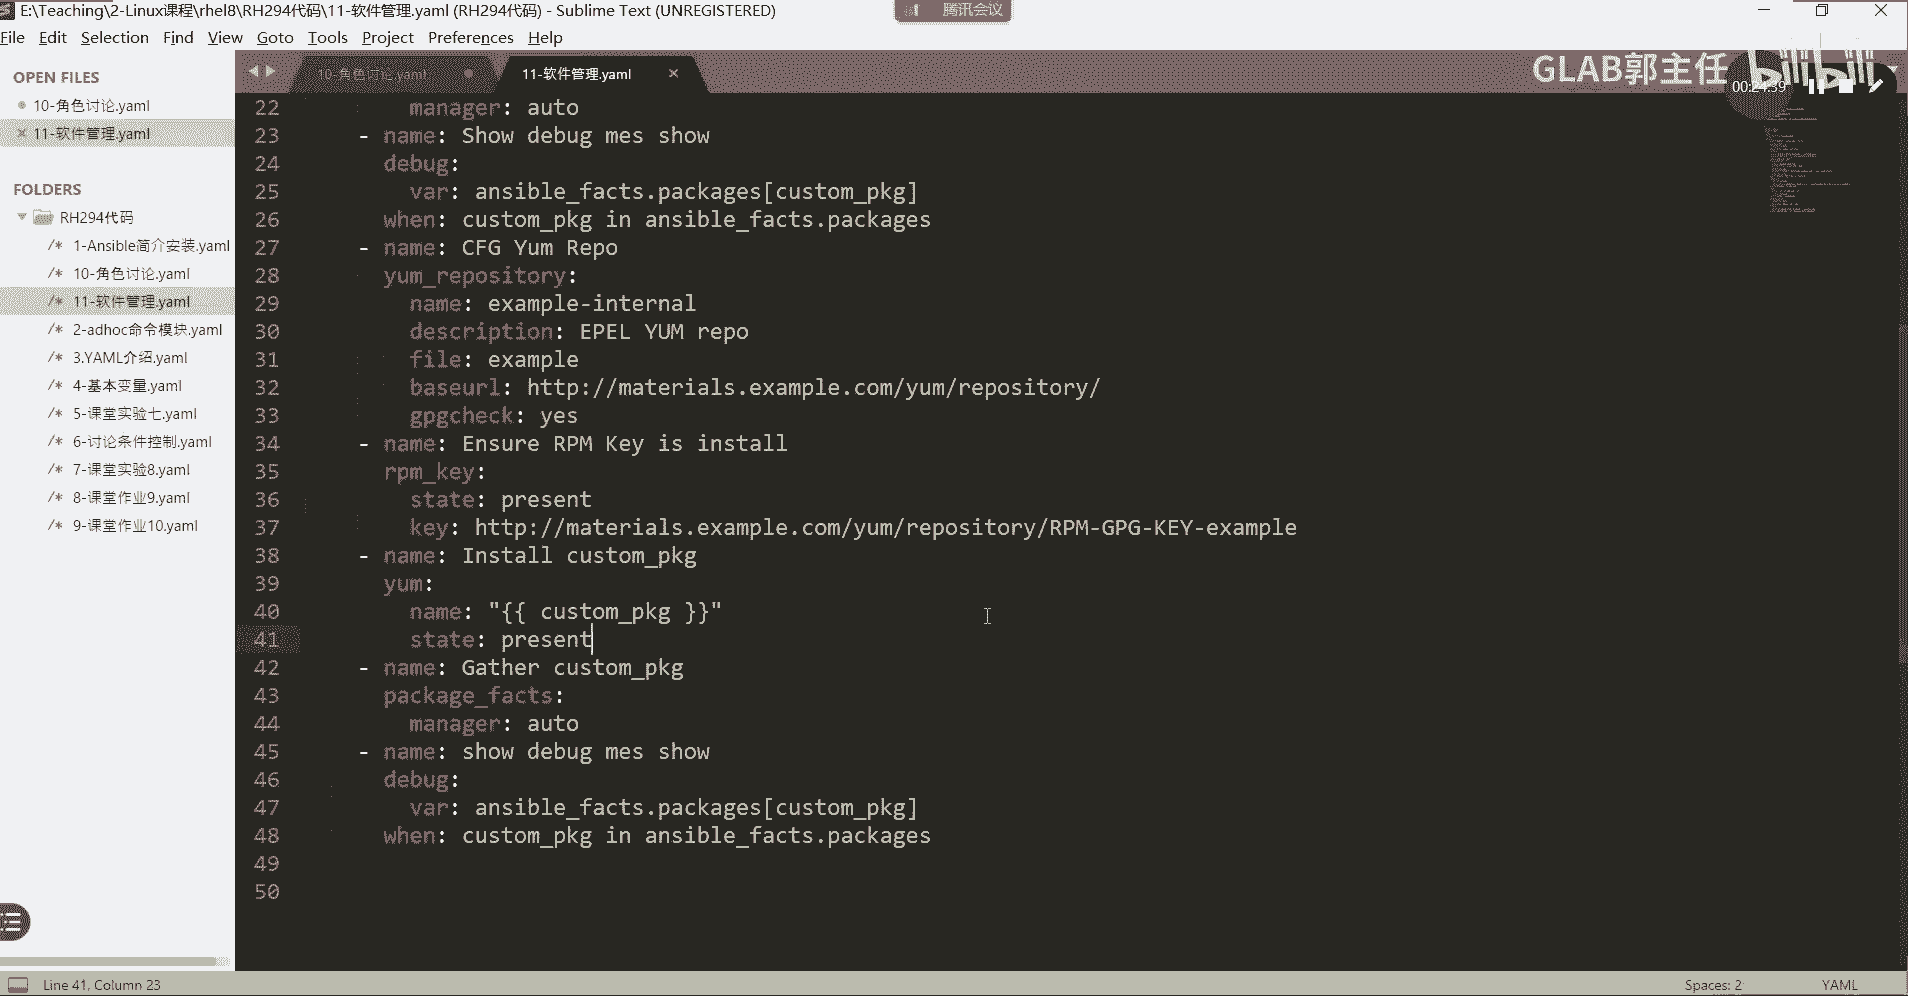 E:\Teaching\2-Linux课程\rhel8\RH294代码\11-软件管理.yaml (RH294代码) - Sublime Text (UNREGISTERED)
腾讯会议
File Edit Selection Find View Goto Tools Project Preferences Help
OPEN FILES
10-角色讨论.yaml
11-软件管理.yaml
FOLDERS
RH294代码
/* 1-Ansible简介安装.yaml
/* 10-角色讨论.yaml
/* 11-软件管理.yaml
/* 2-adhoc命令模块.yaml
/* 3.YAML介绍.yaml
/* 4-基本变量.yaml
/* 5-课堂实验七.yaml
/* 6-讨论条件控制.yaml
/* 7-课堂实验8.yaml
/* 8-课堂作业9.yaml
/* 9-课堂作业10.yaml
10-角色讨论.yaml
11-软件管理.yaml
GLAB郭主任 bilibili
00:24:39
22 manager: auto
23 - name: Show debug mes show
24 debug:
25 var: ansible_facts.packages[custom_pkg]
26 when: custom_pkg in ansible_facts.packages
27 - name: CFG Yum Repo
28 yum_repository:
29 name: example-internal
30 description: EPEL YUM repo
31 file: example
32 baseurl: http://materials.example.com/yum/repository/
33 gpgcheck: yes
34 - name: Ensure RPM Key is install
35 rpm_key:
36 state: present
37 key: http://materials.example.com/yum/repository/RPM-GPG-KEY-example
38 - name: Install custom_pkg
39 yum:
40 name: "{{ custom_pkg }}"
41 state: present
42 - name: Gather custom_pkg
43 package_facts:
44 manager: auto
45 - name: show debug mes show
46 debug:
47 var: ansible_facts.packages[custom_pkg]
48 when: custom_pkg in ansible_facts.packages
49
50
Line 41, Column 23
Spaces: 2
YAML